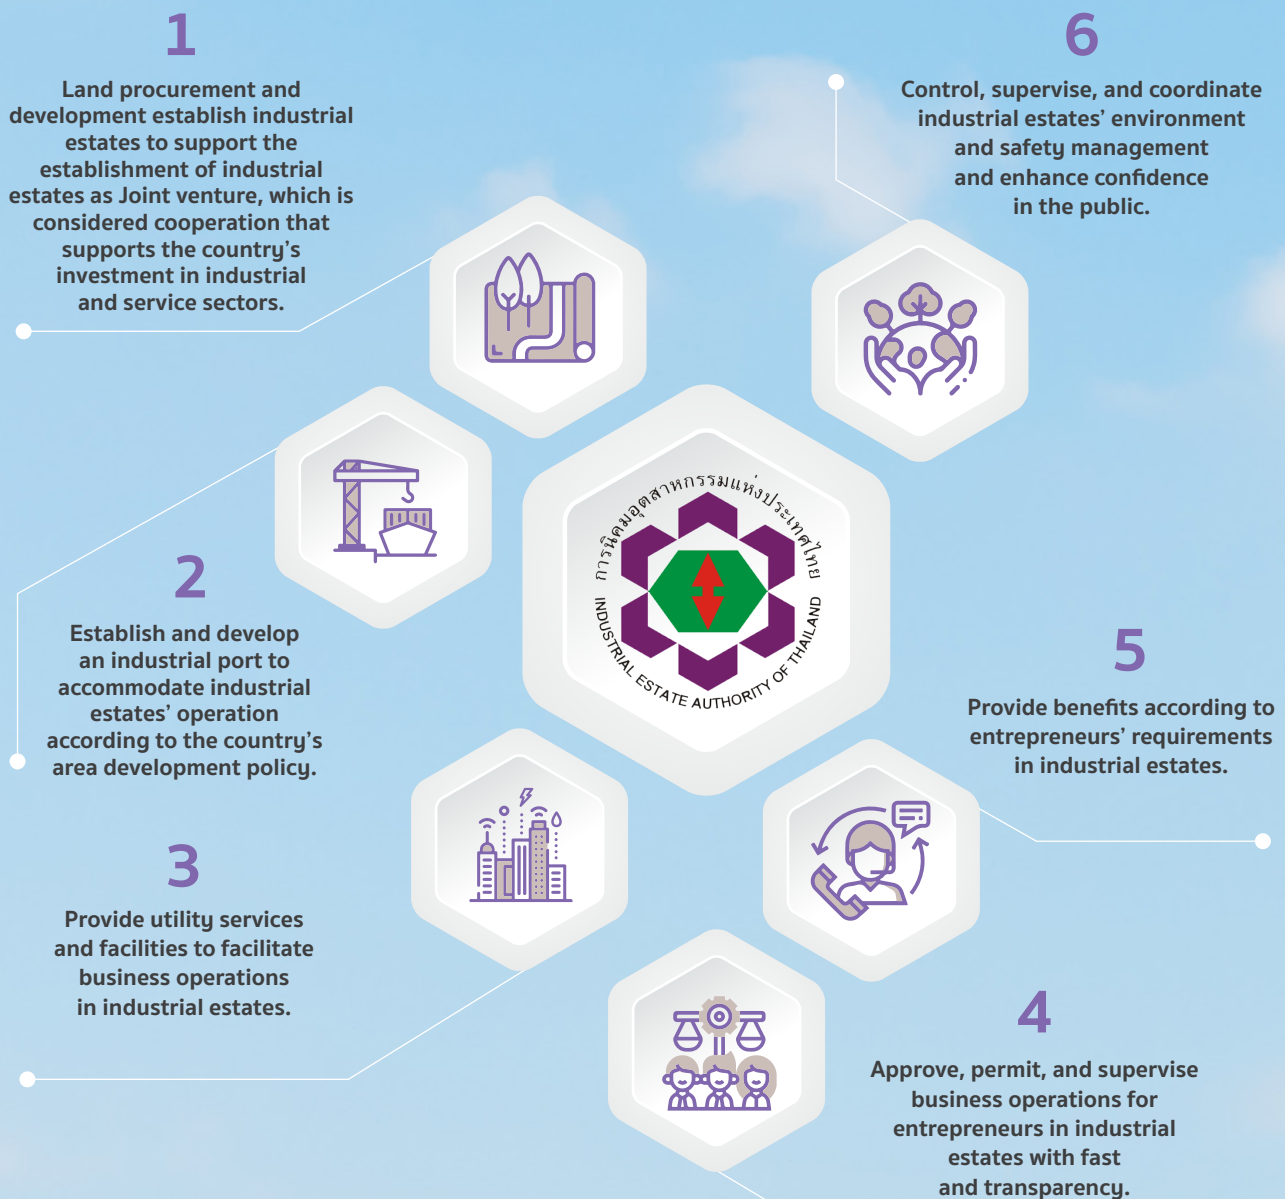 1
Land procurement and
development establish industrial
estates to support the
establishment of industrial
estates as Joint venture, which is
considered cooperation that
supports the country's
investment in industrial
and service sectors.
2
Establish and develop
an industrial port to
accommodate industrial
estates' operation
according to the country's
area development policy.
3
Provide utility services
and facilities to facilitate
business operations
in industrial estates.
การนิคมอุตสาหกรรมแห่งประเทศไทย
INDUSTRIAL ESTATE AUTHORITY OF THAILAND
4
Approve, permit, and supervise
business operations for
entrepreneurs in industrial
estates with fast
and transparency.
5
Provide benefits according to
entrepreneurs' requirements
in industrial estates.
6
Control, supervise, and coordinate
industrial estates' environment
and safety management
and enhance confidence
in the public.